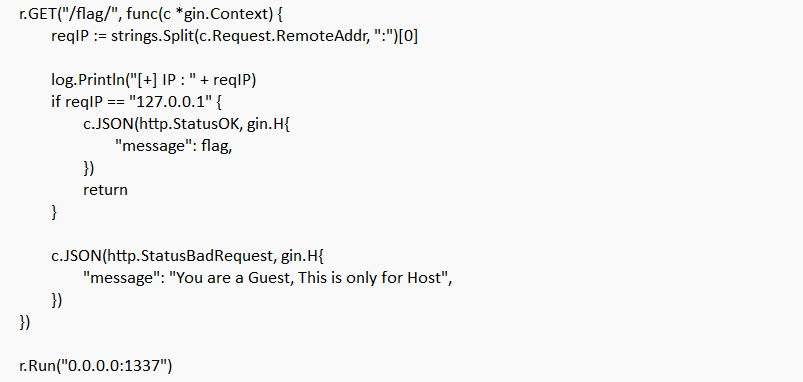 r.GET("/flag/", func(c *gin.Context) {
reqIP := strings.Split(c.Request.RemoteAddr, ":")[0]
log.Println("[+] IP : " + reqIP)
if reqIP == "127.0.0.1" {
c.JSON(http.StatusOK, gin.H{
"message": flag,
})
return
}
c.JSON(http.StatusBadRequest, gin.H{
"message": "You are a Guest, This is only for Host",
})
})
r.Run("0.0.0.0:1337")